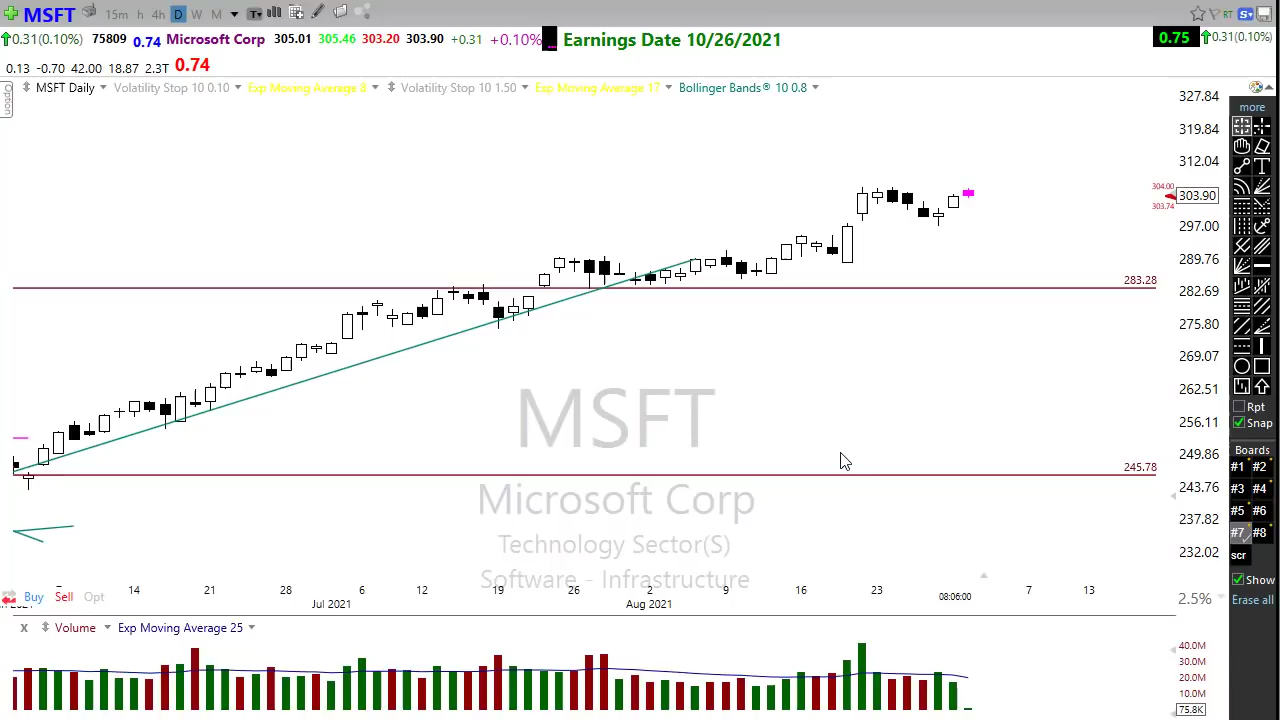 MSFT 15m h 4h D W M T
0.31(0.10%) 75809 0.74 Microsoft Corp 305.01 305.46 303.20 303.90 +0.31 +0.10% Earnings Date 10/26/2021 0.75 0.31(0.10%)
RT S
0.13 -0.70 42.00 18.87 2.3T 0.74
Option
MSFT Daily Volatility Stop 10 0.10 Exp Moving Average 8 Volatility Stop 10 1.50 Exp Moving Average 17 Bollinger Bands® 10 0.8
327.84
319.84
312.04
304.00
303.90
303.74
297.00
289.76
283.28
282.69
275.80
269.07
262.51
256.11
249.86
245.78
243.76
237.82
232.02
MSFT
Microsoft Corp
Technology Sector(S)
Software - Infrastructure
7 14 21 28 6 12 19 26 2 9 16 23 08:06:00 7 13
Jul 2021 Aug 2021
Buy Sell Opt
2.5%
X Volume Exp Moving Average 25
40.0M
30.0M
20.0M
10.0M
75.8K
more
T
Rpt
Snap
Boards
#1 #2
#3 #4
#5 #6
#7 #8
scr
Show
Erase all